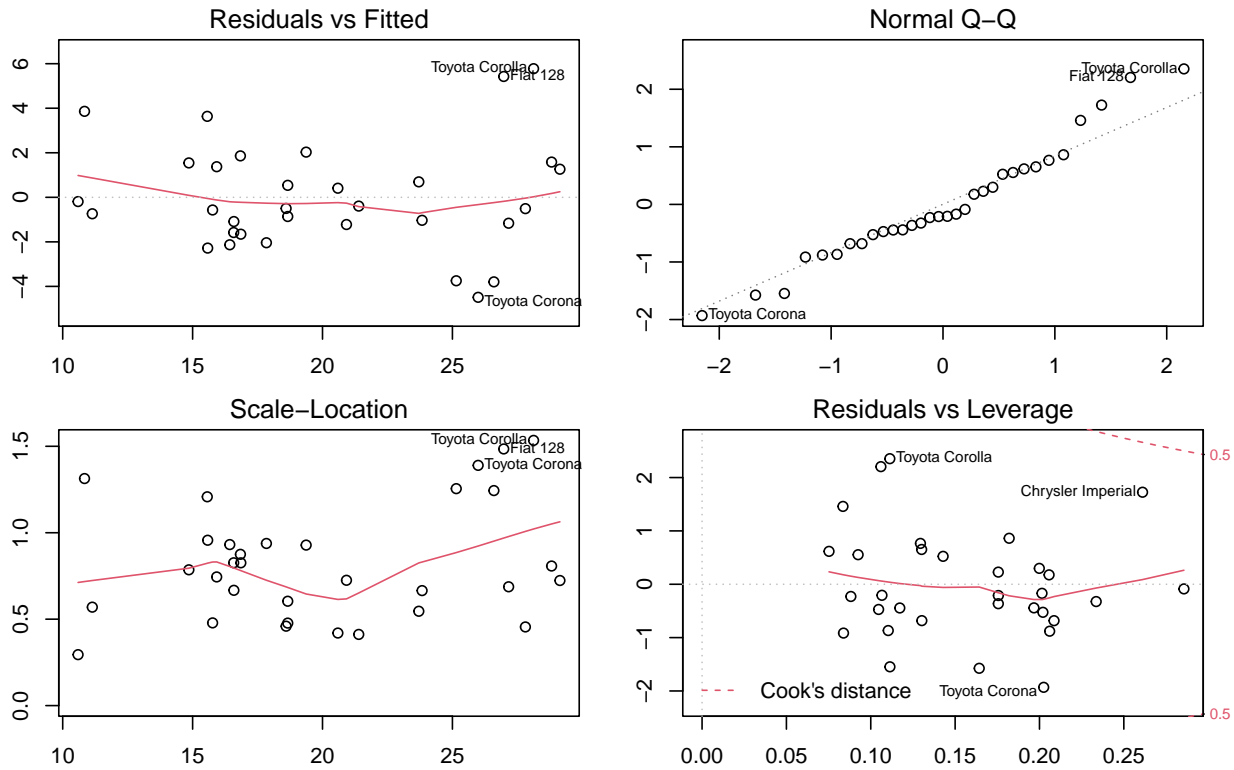 Residuals vs Fitted
6
4
2
0
−2
−4
Toyota Corolla
Fiat 128
Toyota Corona
10 15 20 25
Normal Q−Q
2
1
0
−1
−2
Toyota Corolla
Fiat 128
Toyota Corona
−2 −1 0 1 2
Scale−Location
1.5
1.0
0.5
0.0
Toyota Corolla
Fiat 128
Toyota Corona
10 15 20 25
Residuals vs Leverage
2
1
0
−1
−2
0.5
Toyota Corolla
Chrysler Imperial
Cook's distance
Toyota Corona
0.5
0.00 0.05 0.10 0.15 0.20 0.25